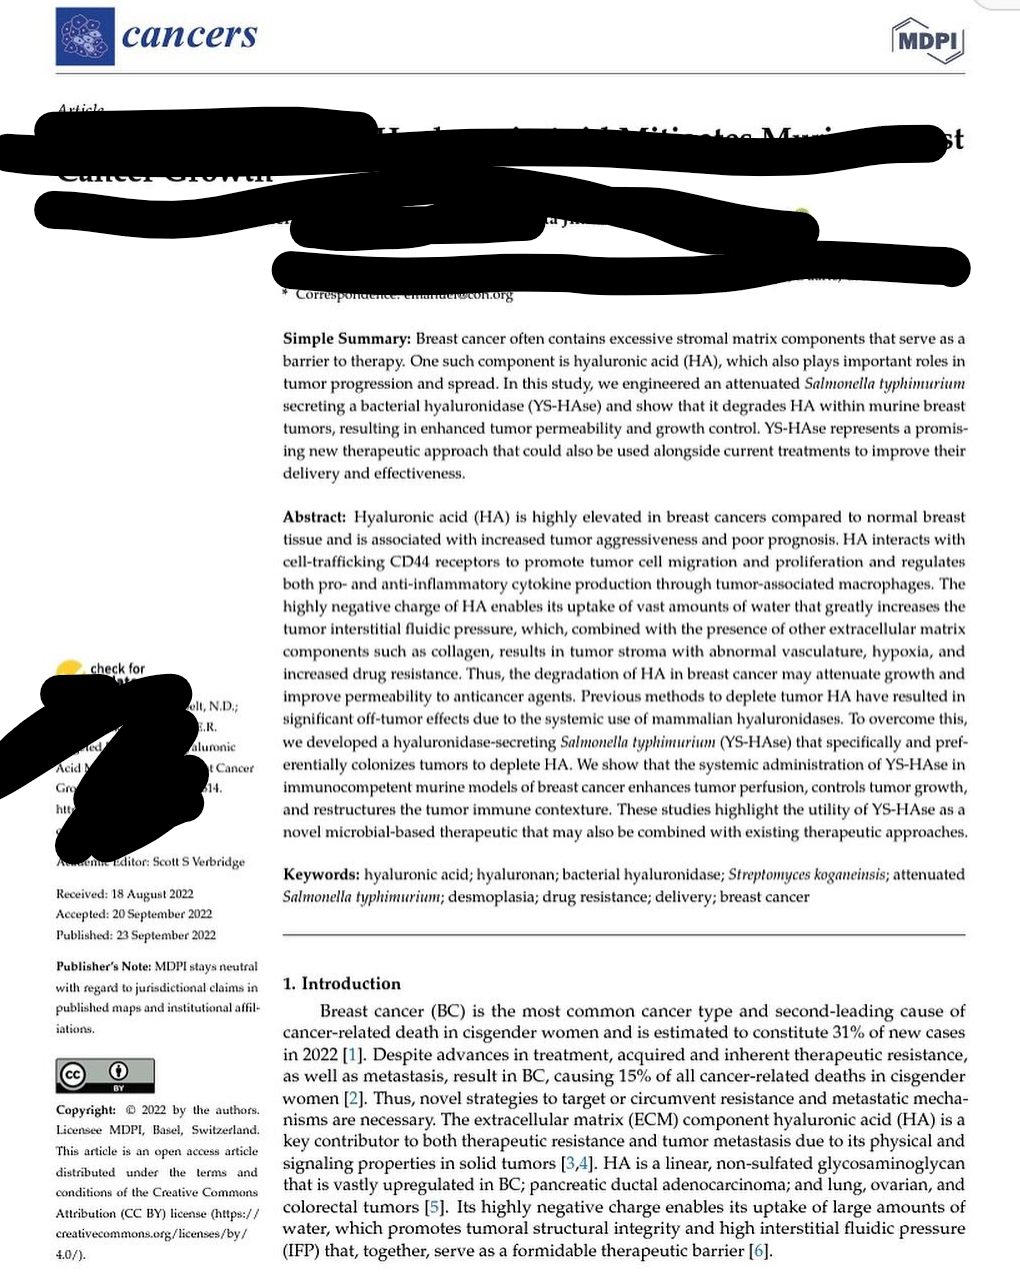 cancers
MDPI
Article
Mitigates
st
Cancer Growth
* Correspondence: emanuel@coh.org
Simple Summary: Breast cancer often contains excessive stromal matrix components that serve as a
barrier to therapy. One such component is hyaluronic acid (HA), which also plays important roles in
tumor progression and spread. In this study, we engineered an attenuated Salmonella typhimurium
secreting a bacterial hyaluronidase (YS-HAse) and show that it degrades HA within murine breast
tumors, resulting in enhanced tumor permeability and growth control. YS-HAse represents a promis-
ing new therapeutic approach that could also be used alongside current treatments to improve their
delivery and effectiveness.
Abstract: Hyaluronic acid (HA) is highly elevated in breast cancers compared to normal breast
tissue and is associated with increased tumor aggressiveness and poor prognosis. HA interacts with
cell-trafficking CD44 receptors to promote tumor cell migration and proliferation and regulates
both pro- and anti-inflammatory cytokine production through tumor-associated macrophages. The
highly negative charge of HA enables its uptake of vast amounts of water that greatly increases the
tumor interstitial fluidic pressure, which, combined with the presence of other extracellular matrix
components such as collagen, results in tumor stroma with abnormal vasculature, hypoxia, and
increased drug resistance. Thus, the degradation of HA in breast cancer may attenuate growth and
improve permeability to anticancer agents. Previous methods to deplete tumor HA have resulted in
significant off-tumor effects due to the systemic use of mammalian hyaluronidases. To overcome this,
we developed a hyaluronidase-secreting Salmonella typhimurium (YS-HAse) that specifically and pref-
erentially colonizes tumors to deplete HA. We show that the systemic administration of YS-HAse in
immunocompetent murine models of breast cancer enhances tumor perfusion, controls tumor growth,
and restructures the tumor immune contexture. These studies highlight the utility of YS-HAse as a
novel microbial-based therapeutic that may also be combined with existing therapeutic approaches.
Keywords: hyaluronic acid; hyaluronan; bacterial hyaluronidase; Streptomyces koganeinsis; attenuated
Salmonella typhimurium; desmoplasia; drug resistance; delivery; breast cancer
check for
elt, N.D.;
E.R.
aluronic
Acid
t Cancer
14.
Editor: Scott S Verbridge
Received: 18 August 2022
Accepted: 20 September 2022
Published: 23 September 2022
Publisher's Note: MDPI stays neutral
with regard to jurisdictional claims in
published maps and institutional affil-
iations.
cc
BY
Copyright: © 2022 by the authors.
Licensee MDPI, Basel, Switzerland.
This article is an open access article
distributed under the terms and
conditions of the Creative Commons
Attribution (CC BY) license (https://
creativecommons.org/licenses/by/
4.0/).
1. Introduction
Breast cancer (BC) is the most common cancer type and second-leading cause of
cancer-related death in cisgender women and is estimated to constitute 31% of new cases
in 2022 [1]. Despite advances in treatment, acquired and inherent therapeutic resistance,
as well as metastasis, result in BC, causing 15% of all cancer-related deaths in cisgender
women [2]. Thus, novel strategies to target or circumvent resistance and metastatic mecha-
nisms are necessary. The extracellular matrix (ECM) component hyaluronic acid (HA) is a
key contributor to both therapeutic resistance and tumor metastasis due to its physical and
signaling properties in solid tumors [3,4]. HA is a linear, non-sulfated glycosaminoglycan
that is vastly upregulated in BC; pancreatic ductal adenocarcinoma; and lung, ovarian, and
colorectal tumors [5]. Its highly negative charge enables its uptake of large amounts of
water, which promotes tumoral structural integrity and high interstitial fluidic pressure
(IFP) that, together, serve as a formidable therapeutic barrier [6].